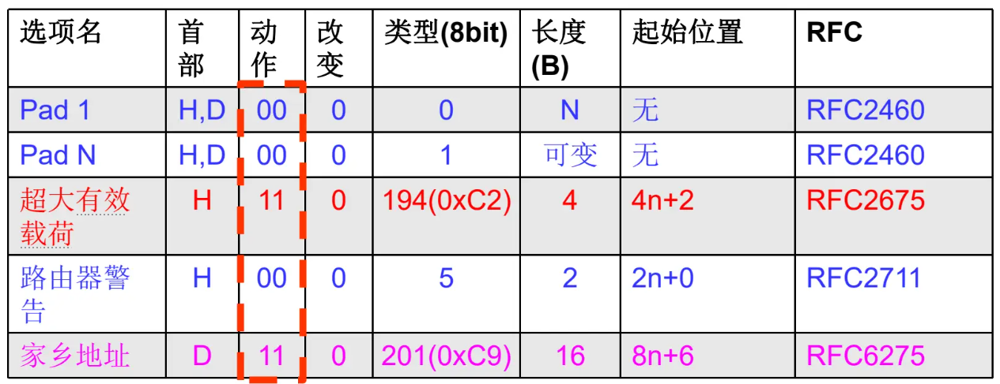 选项名 首部 动作 改变 类型(8bit) 长度(B) 起始位置 RFC
Pad 1 H,D 00 0 0 N 无 RFC2460
Pad N H,D 00 0 1 可变 无 RFC2460
超大有效载荷 H 11 0 194(0xC2) 4 4n+2 RFC2675
路由器警告 H 00 0 5 2 2n+0 RFC2711
家乡地址 D 11 0 201(0xC9) 16 8n+6 RFC6275